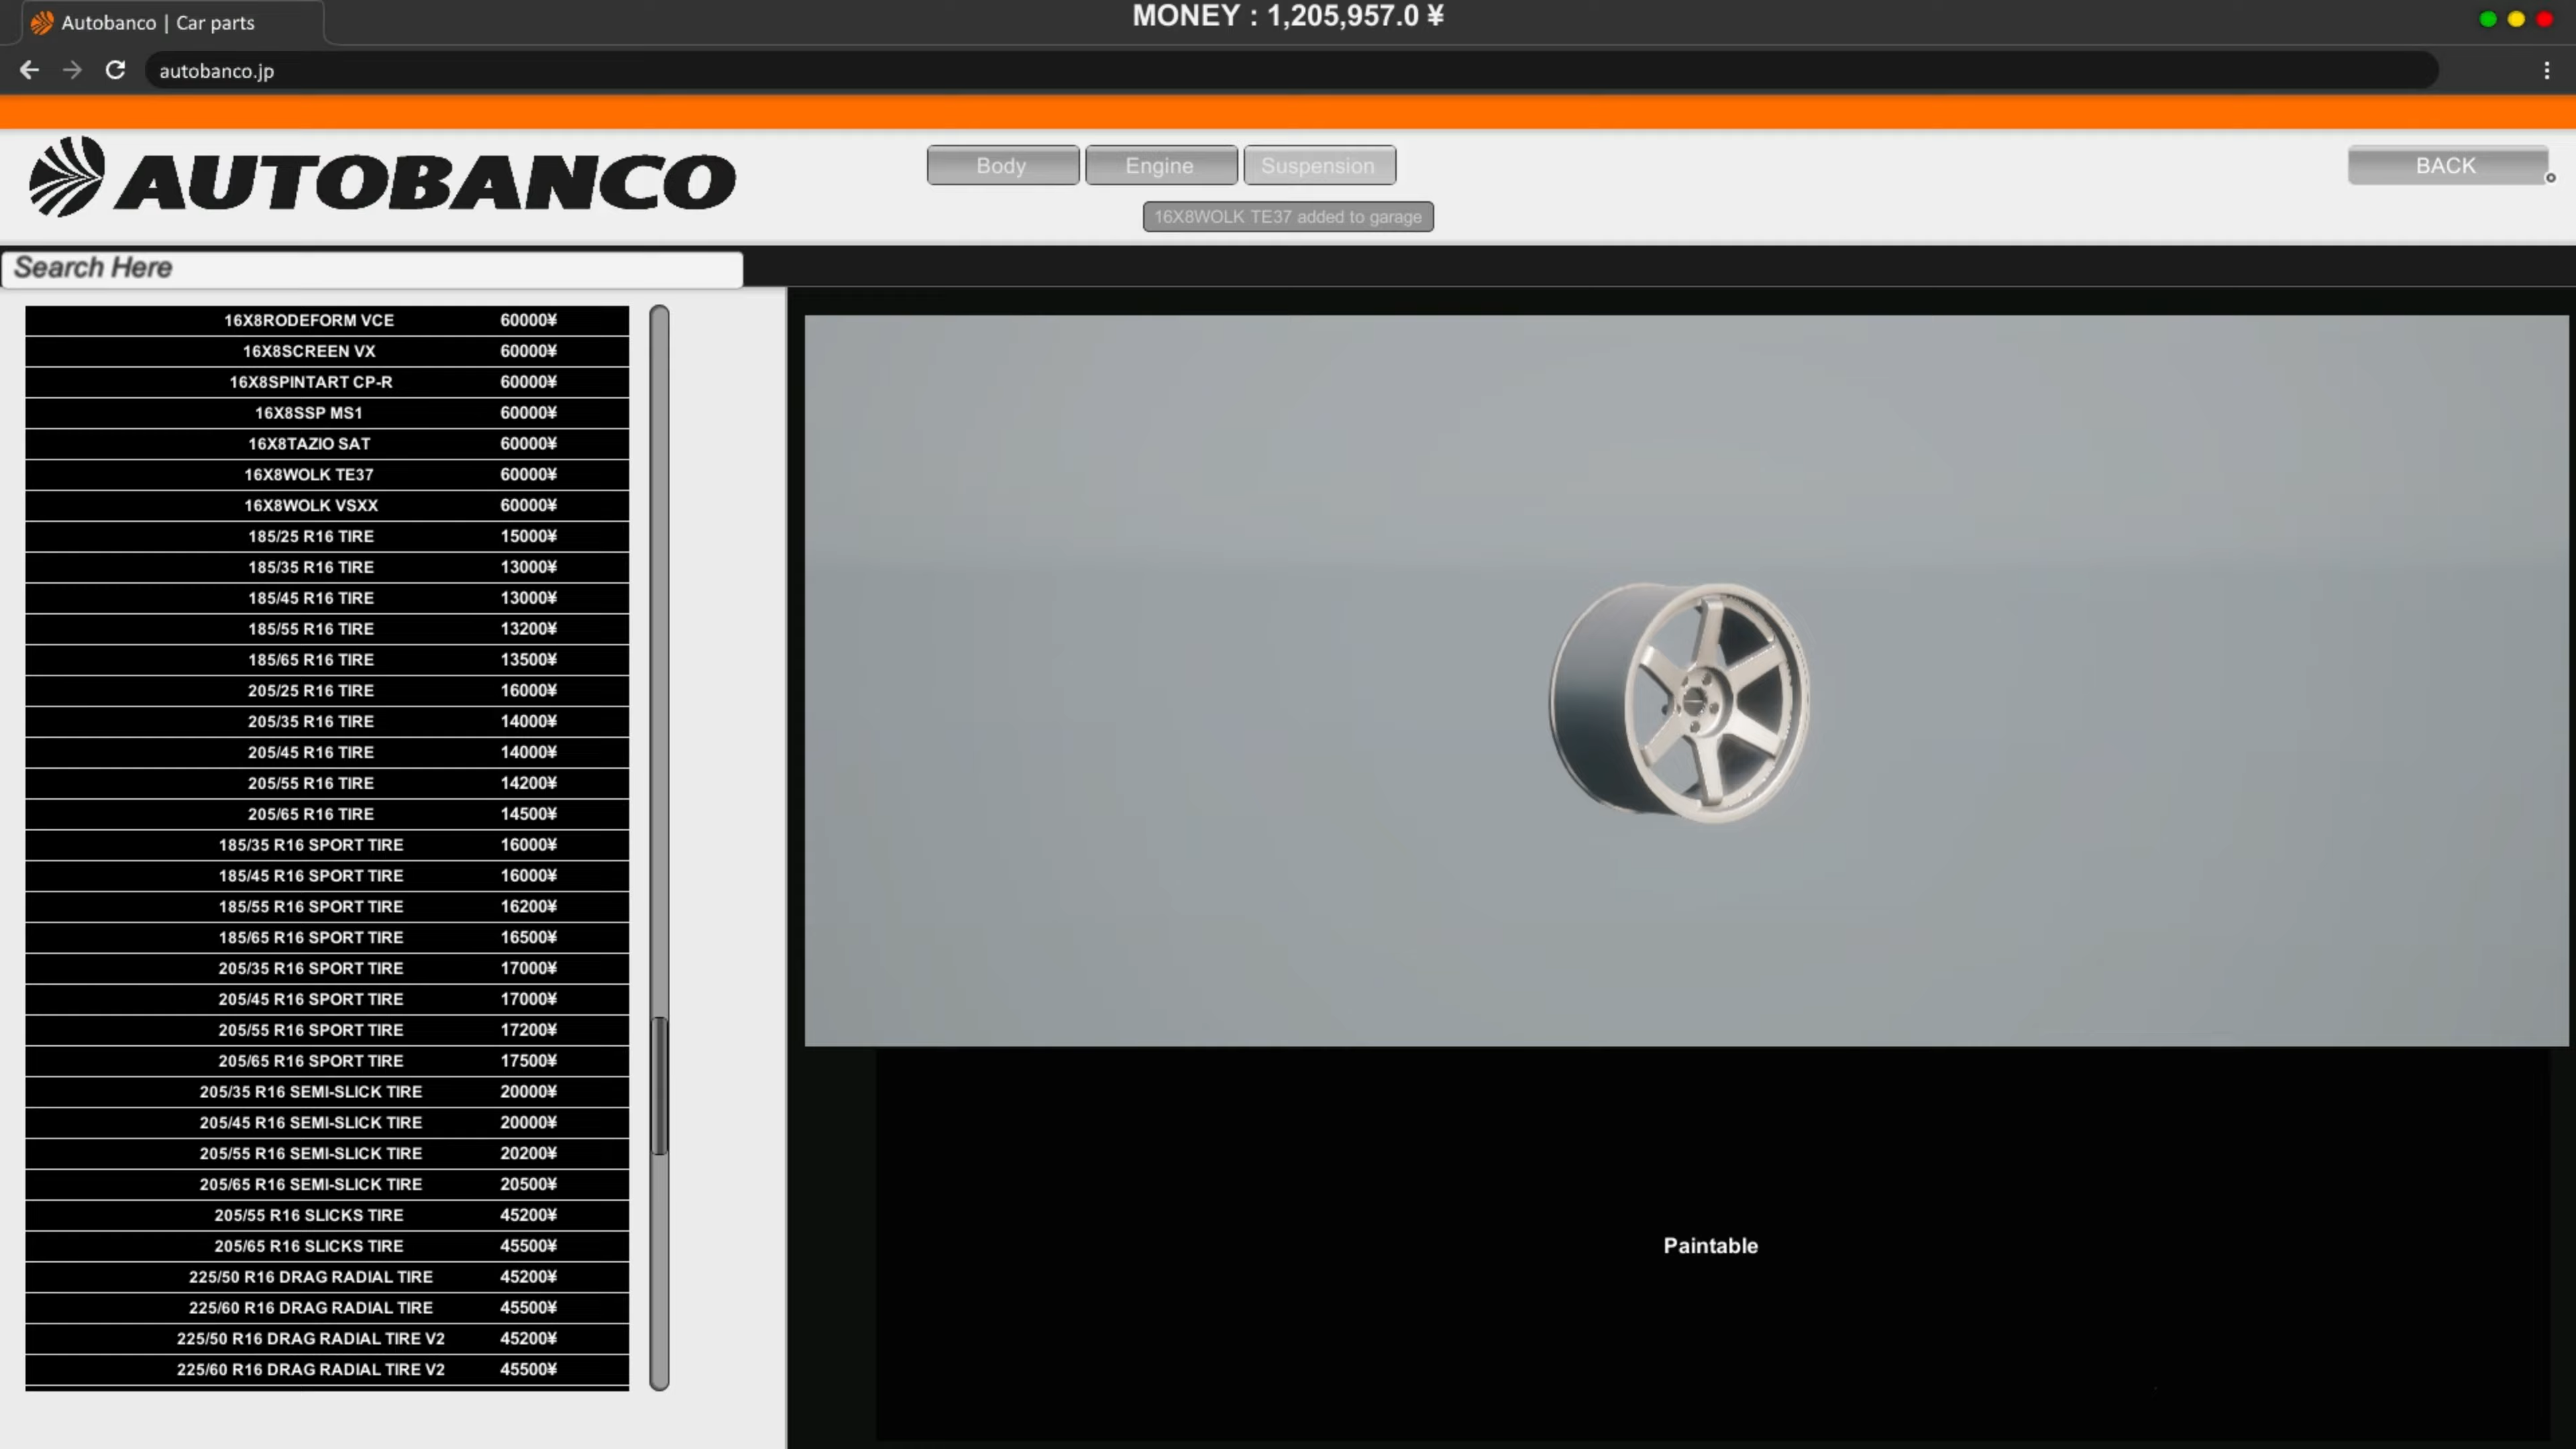 Autobanco | Car parts
MONEY : 1,205,957.0 ¥
autobanco.jp
AUTOBANCO
Body
Engine
Suspension
BACK
16X8WOLK TE37 added to garage
Search Here
16X8RODEFORM VCE 60000¥
16X8SCREEN VX 60000¥
16X8SPINTART CP-R 60000¥
16X8SSP MS1 60000¥
16X8TAZIO SAT 60000¥
16X8WOLK TE37 60000¥
16X8WOLK VSXX 60000¥
185/25 R16 TIRE 15000¥
185/35 R16 TIRE 13000¥
185/45 R16 TIRE 13000¥
185/55 R16 TIRE 13200¥
185/65 R16 TIRE 13500¥
205/25 R16 TIRE 16000¥
205/35 R16 TIRE 14000¥
205/45 R16 TIRE 14000¥
205/55 R16 TIRE 14200¥
205/65 R16 TIRE 14500¥
185/35 R16 SPORT TIRE 16000¥
185/45 R16 SPORT TIRE 16000¥
185/55 R16 SPORT TIRE 16200¥
185/65 R16 SPORT TIRE 16500¥
205/35 R16 SPORT TIRE 17000¥
205/45 R16 SPORT TIRE 17000¥
205/55 R16 SPORT TIRE 17200¥
205/65 R16 SPORT TIRE 17500¥
205/35 R16 SEMI-SLICK TIRE 20000¥
205/45 R16 SEMI-SLICK TIRE 20000¥
205/55 R16 SEMI-SLICK TIRE 20200¥
205/65 R16 SEMI-SLICK TIRE 20500¥
205/55 R16 SLICKS TIRE 45200¥
205/65 R16 SLICKS TIRE 45500¥
225/50 R16 DRAG RADIAL TIRE 45200¥
225/60 R16 DRAG RADIAL TIRE 45500¥
225/50 R16 DRAG RADIAL TIRE V2 45200¥
225/60 R16 DRAG RADIAL TIRE V2 45500¥
Paintable